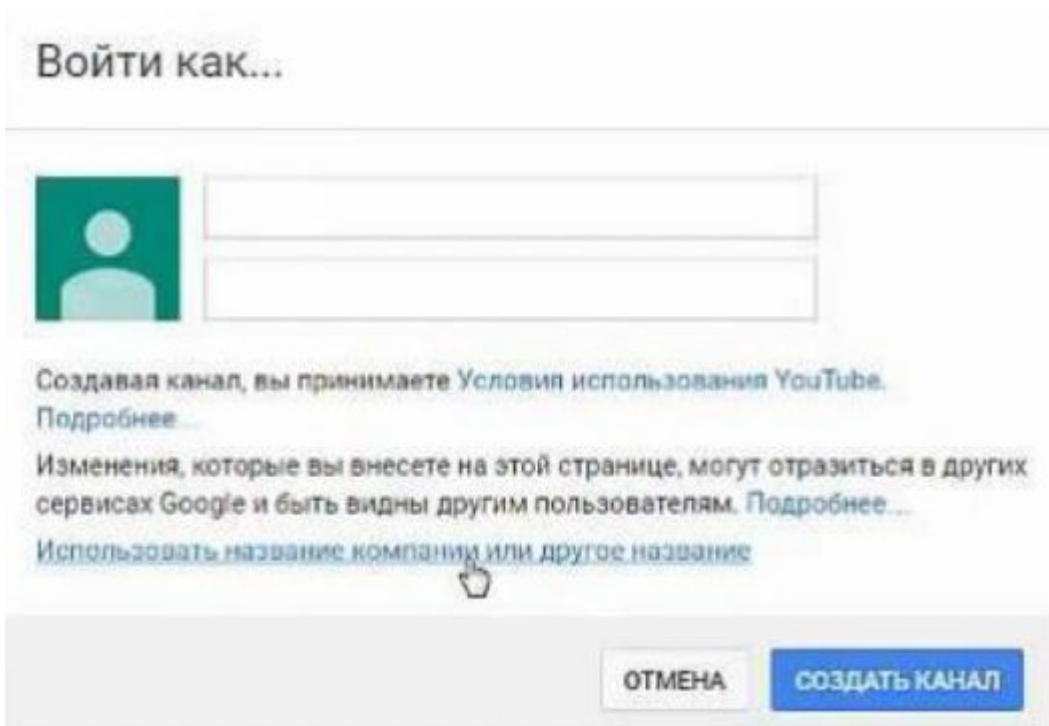 Войти как...
Создавая канал, вы принимаете Условия использования YouTube.
Подробнее...
Изменения, которые вы внесете на этой странице, могут отразиться в других
сервисах Google и быть видны другим пользователям. Подробнее...
Использовать название компании или другое название
ОТМЕНА
СОЗДАТЬ КАНАЛ